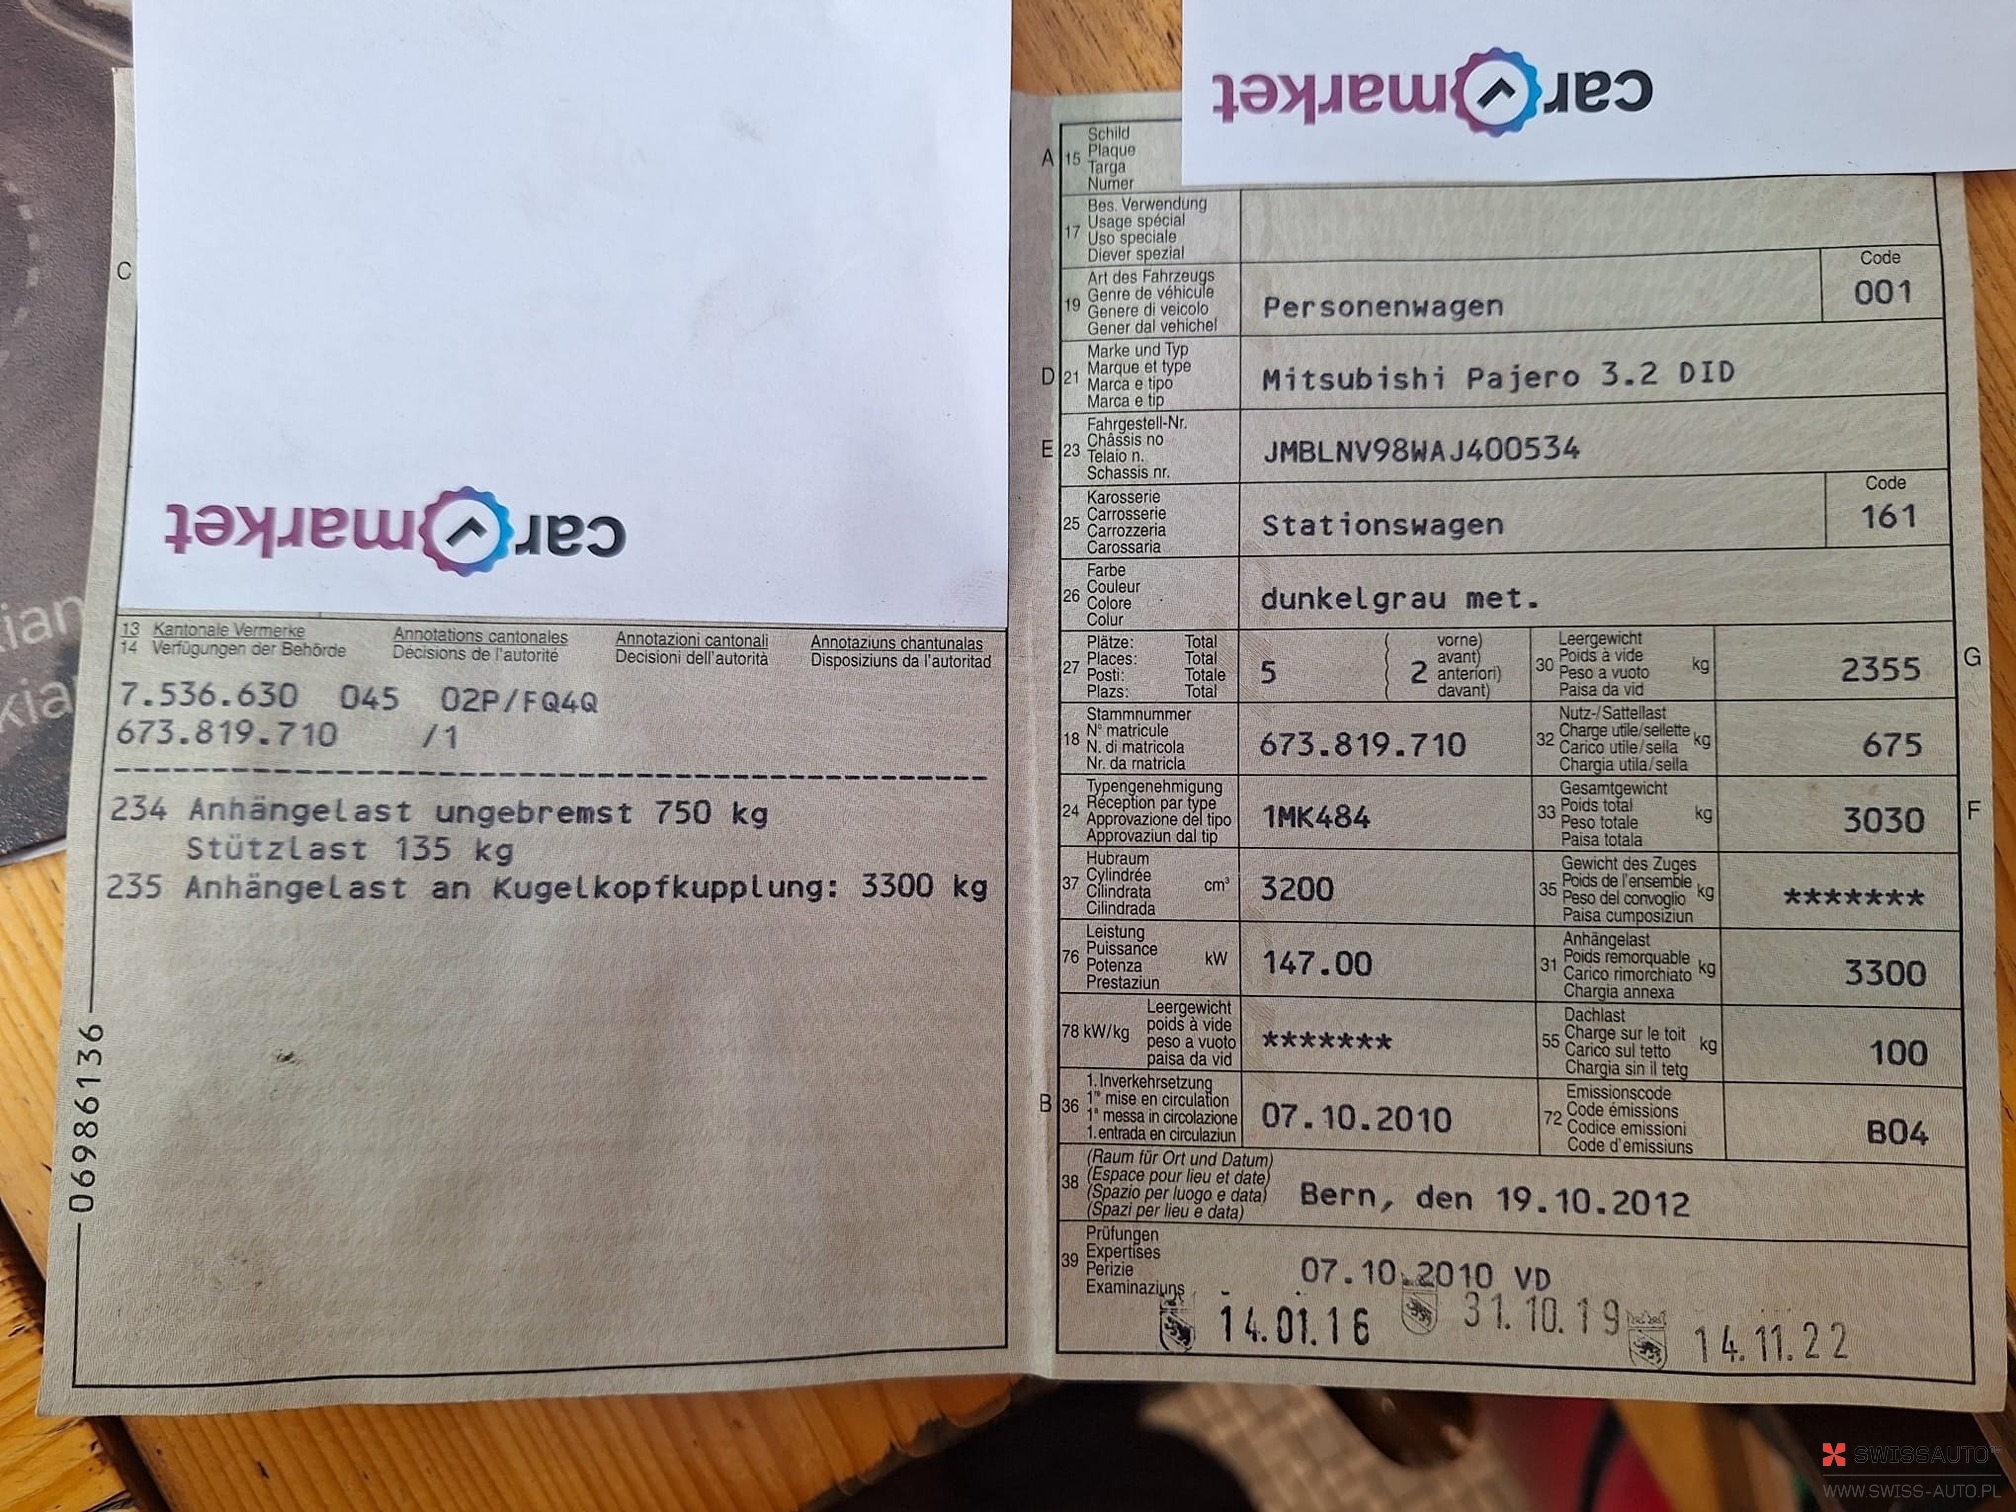 car market
car market
C
13 Kantonale Vermerke Annotations cantonales Annotazioni cantonali Annotaziuns chantunalas
14 Verfügungen der Behörde Décisions de l'autorité Decisioni dell'autorità Disposiziuns da l'autoritad
7.536.630 045 02P/FQ4Q
673.819.710 /1
234 Anhängelast ungebremst 750 kg
Stützlast 135 kg
235 Anhängelast an Kugelkopfkupplung: 3300 kg
06986136
A 15 Schild
Plaque
Targa
Numer
17 Bes. Verwendung
Usage spécial
Uso speciale
Diever spezial
19 Art des Fahrzeugs
Genre de véhicule
Genere di veicolo
Gener dal vehichel
Personenwagen
Code
001
D 21 Marke und Typ
Marque et type
Marca e tipo
Marca e tip
Mitsubishi Pajero 3.2 DID
E 23 Fahrgestell-Nr.
Châssis no
Telaio n.
Schassis nr.
JMBLNV98WAJ400534
25 Karosserie
Carrosserie
Carrozzeria
Carossaria
Stationswagen
Code
161
26 Farbe
Couleur
Colore
Colur
dunkelgrau met.
27 Plätze: Total
Places: Total
Posti: Totale
Plazs: Total
5 ( 2 vorne)
avant)
anteriori)
davant)
30 Leergewicht
Poids à vide
Peso a vuoto
Paisa da vid
kg
2355
G
18 Stammnummer
N° matricule
N. di matricola
Nr. da matricla
673.819.710
32 Nutz-/Sattellast
Charge utile/sellette
Carico utile/sella
Chargia utila/sella
kg
675
24 Typengenehmigung
Réception par type
Approvazione del tipo
Approvaziun dal tip
1MK484
33 Gesamtgewicht
Poids total
Peso totale
Paisa totala
kg
3030
F
37 Hubraum
Cylindrée
Cilindrata
Cilindrada
cm³
3200
35 Gewicht des Zuges
Poids de l'ensemble
Peso del convoglio
Paisa cumposiziun
kg
*******
76 Leistung
Puissance
Potenza
Prestaziun
kW
147.00
31 Anhängelast
Poids remorquable
Carico rimorchiato
Chargia annexa
kg
3300
78 kW/kg Leergewicht
poids à vide
peso a vuoto
paisa da vid
*******
55 Dachlast
Charge sur le toit
Carico sul tetto
Chargia sin il tetg
kg
100
B 36 1. Inverkehrsetzung
1re mise en circulation
1a messa in circolazione
1. entrada en circulaziun
07.10.2010
72 Emissionscode
Code émissions
Codice emissioni
Code d'emissiuns
B04
38 (Raum für Ort und Datum)
(Espace pour lieu et date)
(Spazio per luogo e data)
(Spazi per lieu e data)
Bern, den 19.10.2012
39 Prüfungen
Expertises
Perizie
Examinaziuns
07.10.2010 VD
14.01.16 31.10.19 14.11.22
SWISSAUTO
WWW.SWISS-AUTO.PL